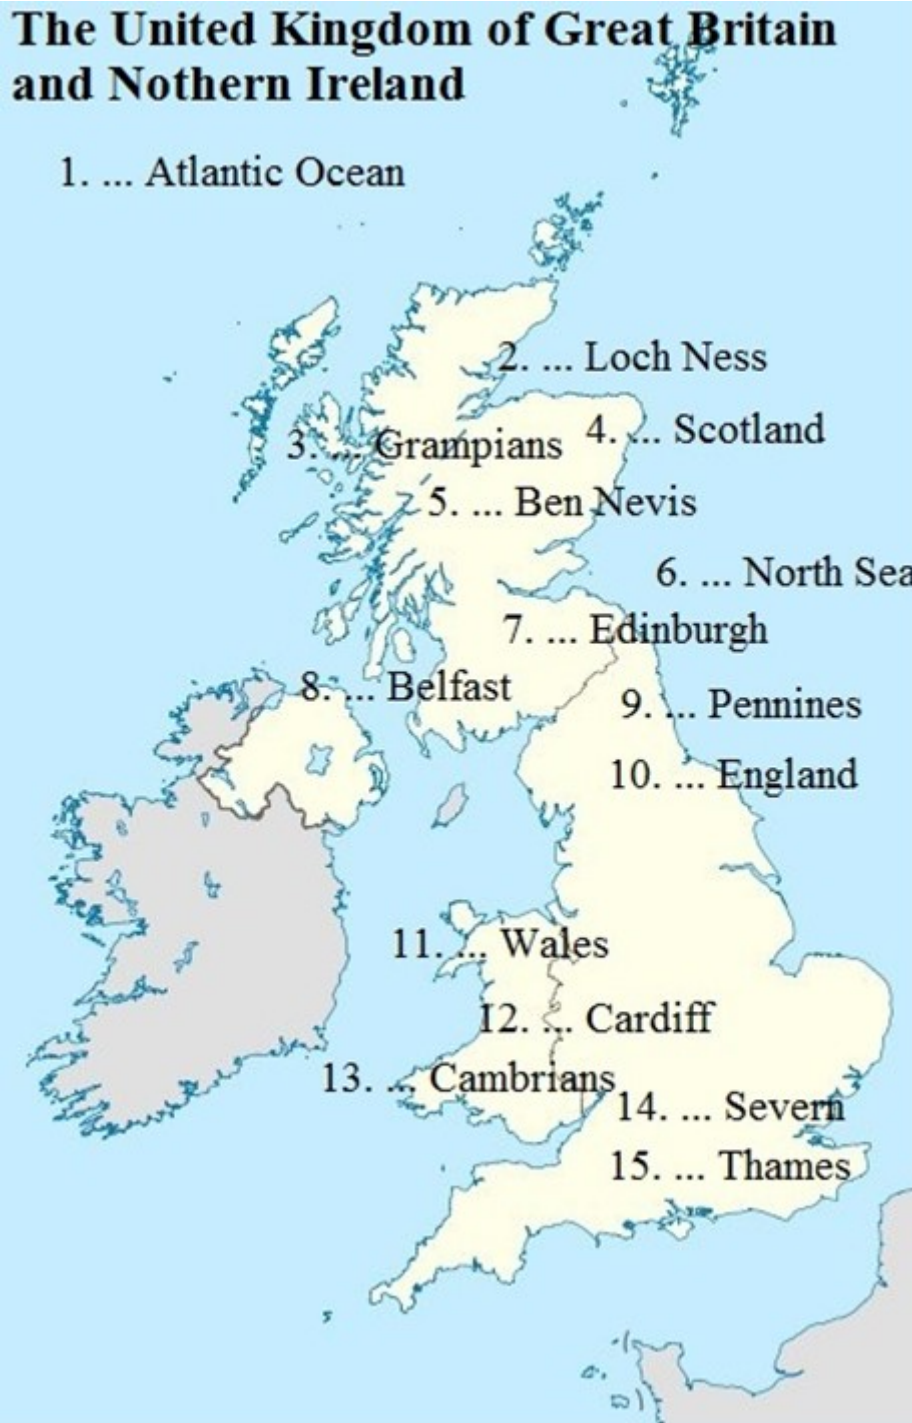 The United Kingdom of Great Britain
and Nothern Ireland
1. ... Atlantic Ocean
2. ... Loch Ness
3. ... Grampians
4. ... Scotland
5. ... Ben Nevis
6. ... North Sea
7. ... Edinburgh
8. ... Belfast
9. ... Pennines
10. ... England
11. ... Wales
12. ... Cardiff
13. ... Cambrians
14. ... Severn
15. ... Thames